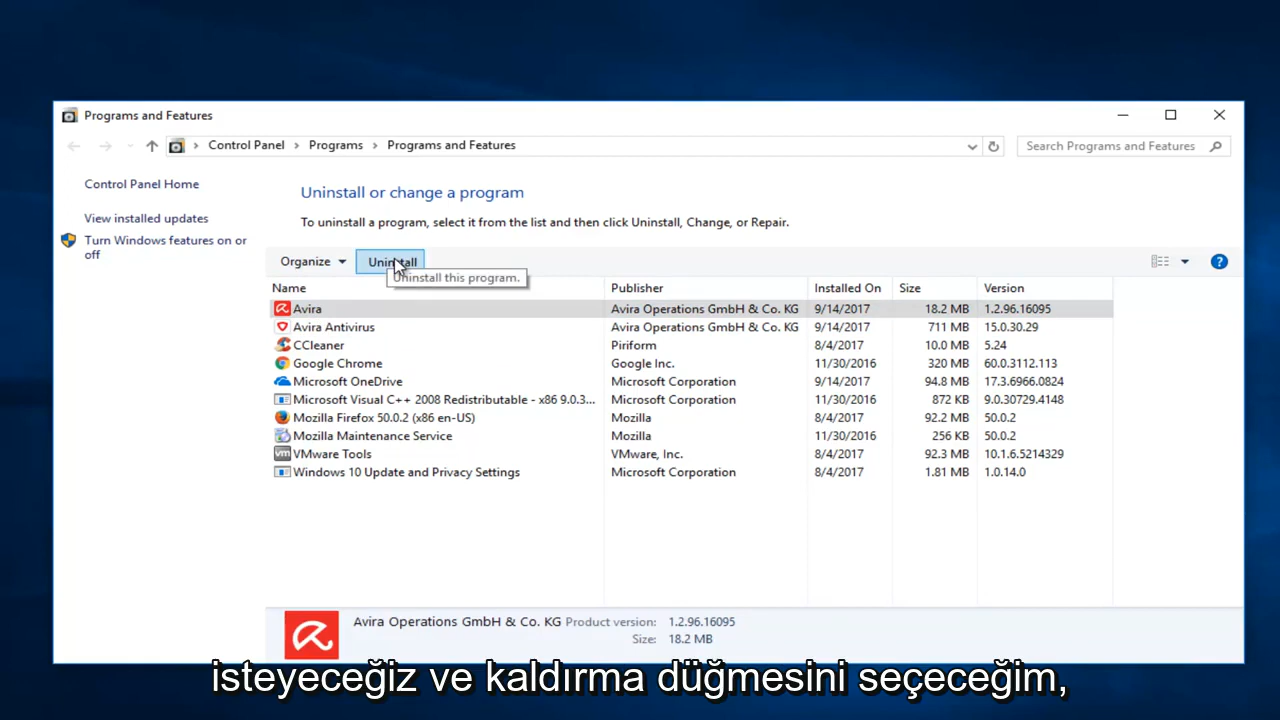 Programs and Features
Control Panel > Programs > Programs and Features
Search Programs and Features
Control Panel Home
View installed updates
Turn Windows features on or
off
Uninstall or change a program
To uninstall a program, select it from the list and then click Uninstall, Change, or Repair.
Organize Uninstall
Uninstall this program.
Name Publisher Installed On Size Version
Avira Avira Operations GmbH & Co. KG 9/14/2017 18.2 MB 1.2.96.16095
Avira Antivirus Avira Operations GmbH & Co. KG 9/14/2017 711 MB 15.0.30.29
CCleaner Piriform 8/4/2017 10.0 MB 5.24
Google Chrome Google Inc. 11/30/2016 320 MB 60.0.3112.113
Microsoft OneDrive Microsoft Corporation 9/14/2017 94.8 MB 17.3.6966.0824
Microsoft Visual C++ 2008 Redistributable - x86 9.0.3... Microsoft Corporation 11/30/2016 872 KB 9.0.30729.4148
Mozilla Firefox 50.0.2 (x86 en-US) Mozilla 8/4/2017 92.2 MB 50.0.2
Mozilla Maintenance Service Mozilla 11/30/2016 256 KB 50.0.2
vm VMware Tools VMware, Inc. 8/4/2017 92.3 MB 10.1.6.5214329
Windows 10 Update and Privacy Settings Microsoft Corporation 8/4/2017 1.81 MB 1.0.14.0
Avira Operations GmbH & Co. KG Product version: 1.2.96.16095
Size: 18.2 MB
isteyeceğiz ve kaldırma düğmesini seçeceğim,